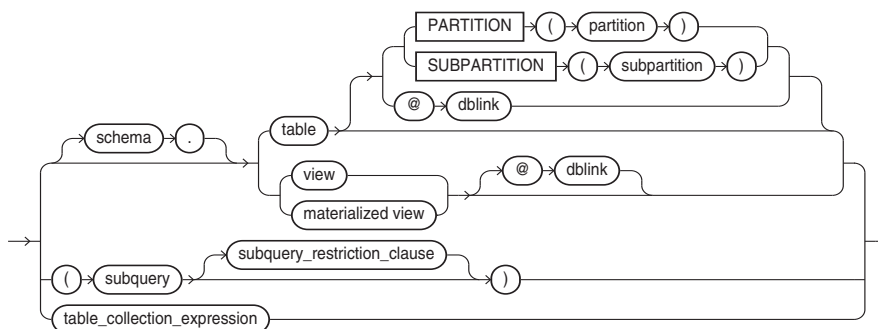 PARTITION ( partition )
SUBPARTITION ( subpartition )
@ dblink
schema . table
view @ dblink
materialized view
( subquery subquery_restriction_clause )
table_collection_expression